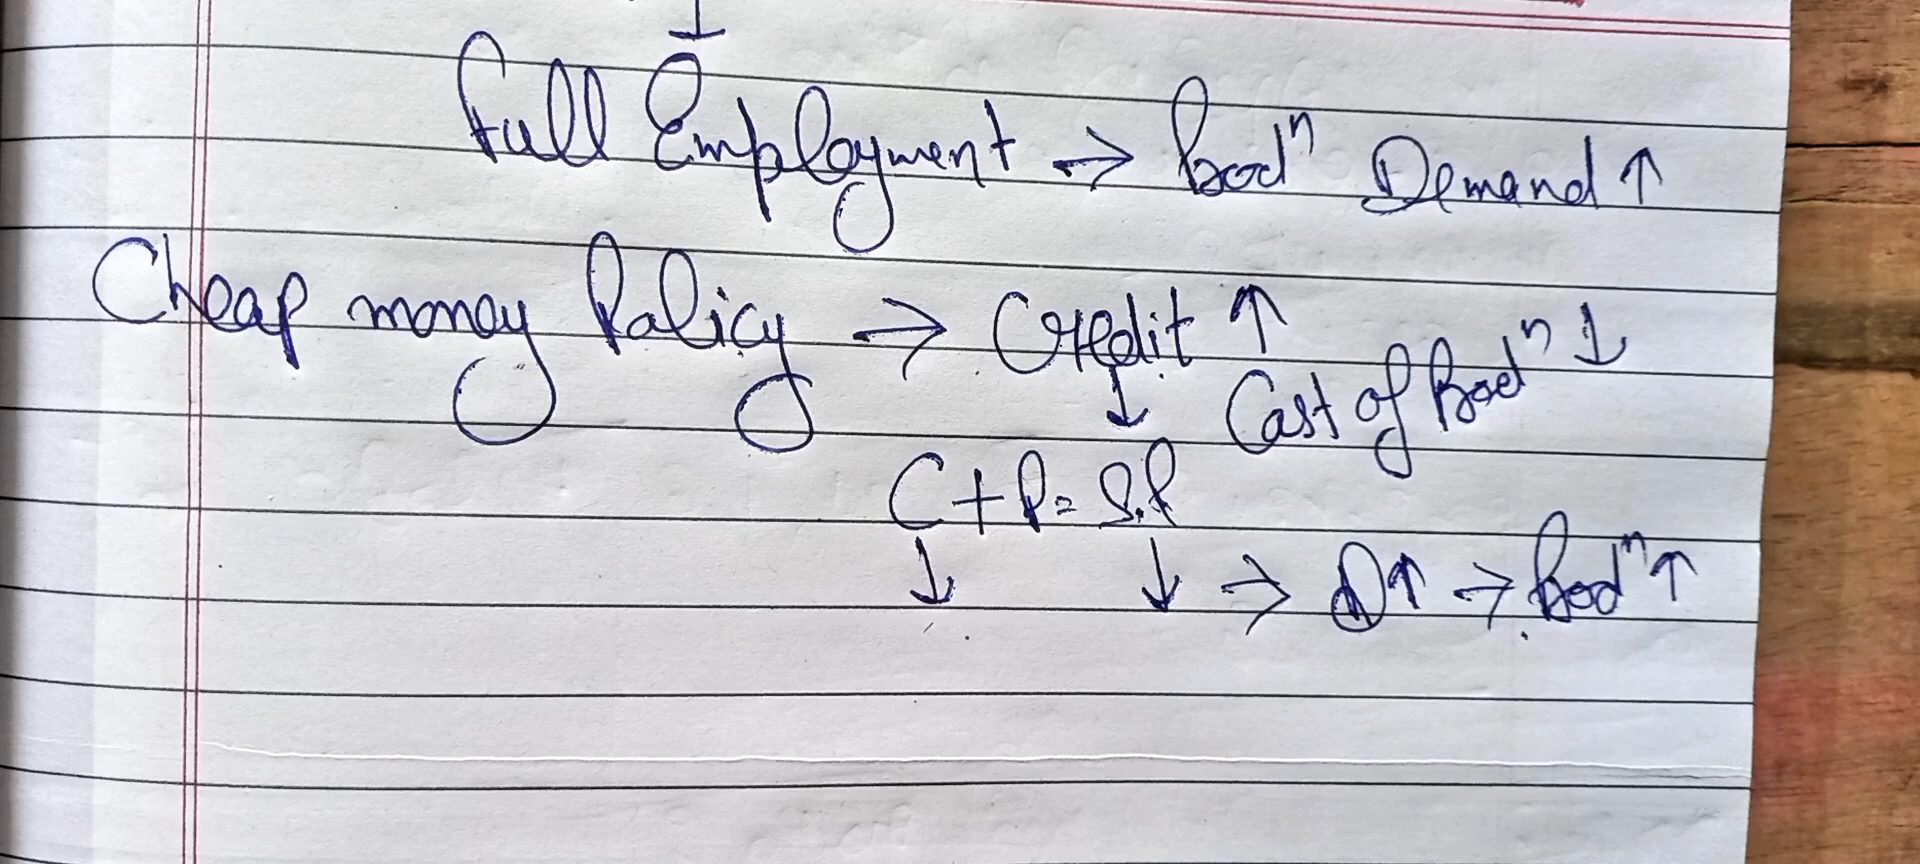 ↓
Full Employment → Prodⁿ Demand ↑
Cheap money Policy → Credit ↑
↓ Cost of Prodⁿ ↓
C + P = S.P
↓ ↓ → D↑ → Prodⁿ ↑